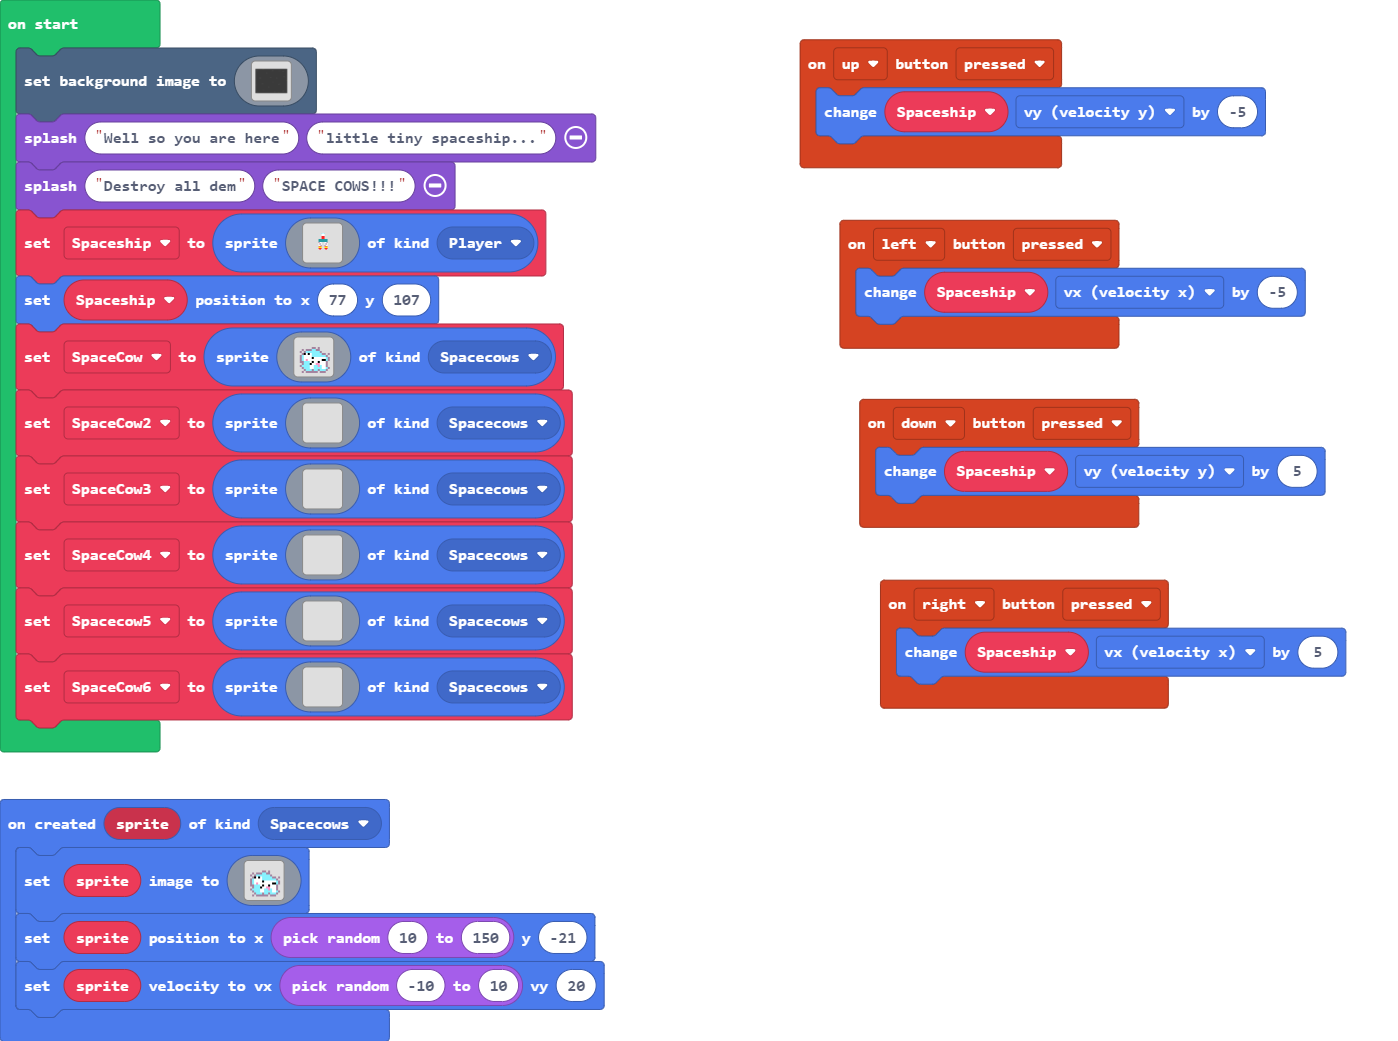 on start
set background image to
splash "Well so you are here" "little tiny spaceship..."
splash "Destroy all dem" "SPACE COWS!!!"
set Spaceship to sprite of kind Player
set Spaceship position to x 77 y 107
set SpaceCow to sprite of kind Spacecows
set SpaceCow2 to sprite of kind Spacecows
set SpaceCow3 to sprite of kind Spacecows
set SpaceCow4 to sprite of kind Spacecows
set Spacecow5 to sprite of kind Spacecows
set SpaceCow6 to sprite of kind Spacecows
on created sprite of kind Spacecows
set sprite image to
set sprite position to x pick random 10 to 150 y -21
set sprite velocity to vx pick random -10 to 10 vy 20
on up button pressed
change Spaceship vy (velocity y) by -5
on left button pressed
change Spaceship vx (velocity x) by -5
on down button pressed
change Spaceship vy (velocity y) by 5
on right button pressed
change Spaceship vx (velocity x) by 5